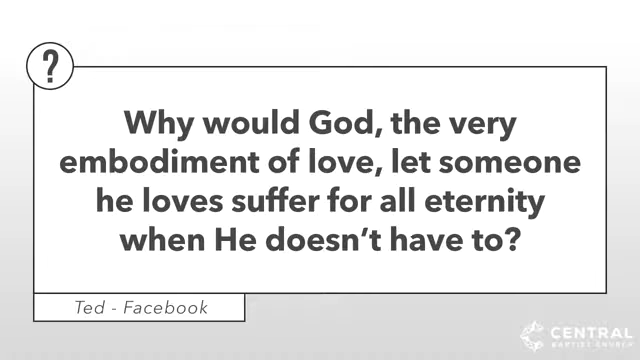 ?
Why would God, the very
embodiment of love, let someone
he loves suffer for all eternity
when He doesn't have to?
Ted - Facebook
CENTRAL
BAPTIST CHURCH